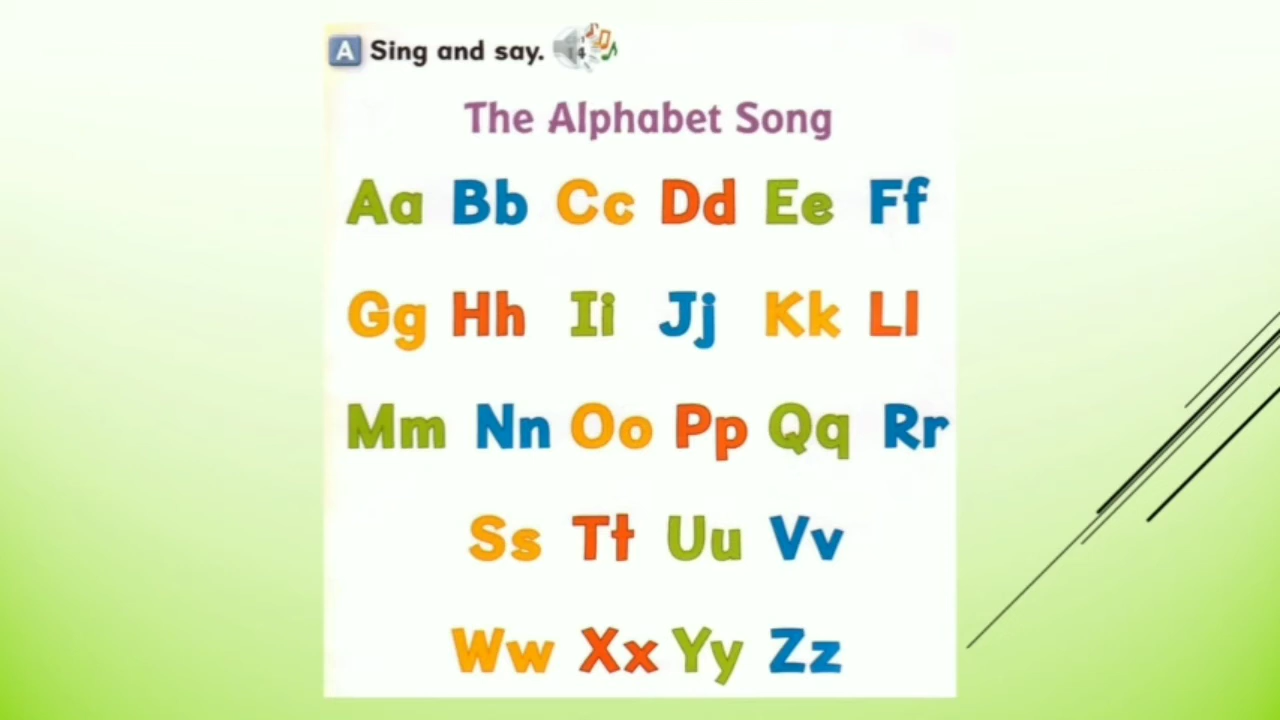 A Sing and say. 14
The Alphabet Song
Aa Bb Cc Dd Ee Ff
Gg Hh Ii Jj Kk Ll
Mm Nn Oo Pp Qq Rr
Ss Tt Uu Vv
Ww Xx Yy Zz